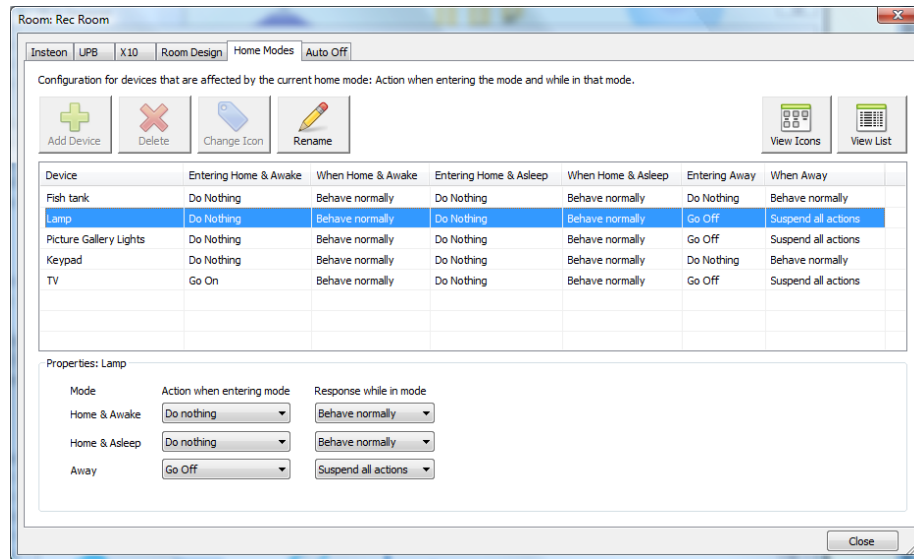 Room: Rec Room
Insteon UPB X10 Room Design Home Modes Auto Off
Configuration for devices that are affected by the current home mode: Action when entering the mode and while in that mode.
Add Device Delete Change Icon Rename View Icons View List
Device Entering Home & Awake When Home & Awake Entering Home & Asleep When Home & Asleep Entering Away When Away
Fish tank Do Nothing Behave normally Do Nothing Behave normally Do Nothing Behave normally
Lamp Do Nothing Behave normally Do Nothing Behave normally Go Off Suspend all actions
Picture Gallery Lights Do Nothing Behave normally Do Nothing Behave normally Go Off Suspend all actions
Keypad Do Nothing Behave normally Do Nothing Behave normally Do Nothing Behave normally
TV Go On Behave normally Do Nothing Behave normally Go Off Suspend all actions
Properties: Lamp
Mode Action when entering mode Response while in mode
Home & Awake Do nothing Behave normally
Home & Asleep Do nothing Behave normally
Away Go Off Suspend all actions
Close